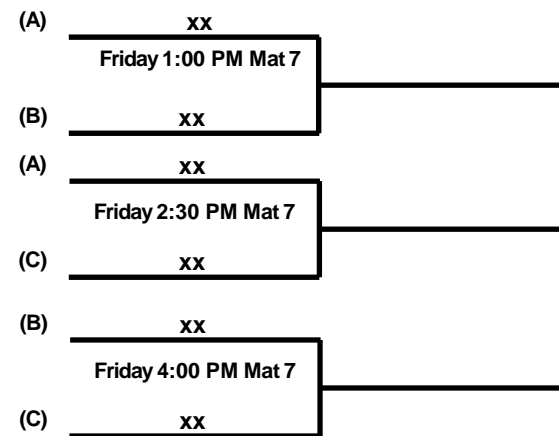 (A) xx
Friday 1:00 PM Mat 7
(B) xx
(A) xx
Friday 2:30 PM Mat 7
(C) xx
(B) xx
Friday 4:00 PM Mat 7
(C) xx